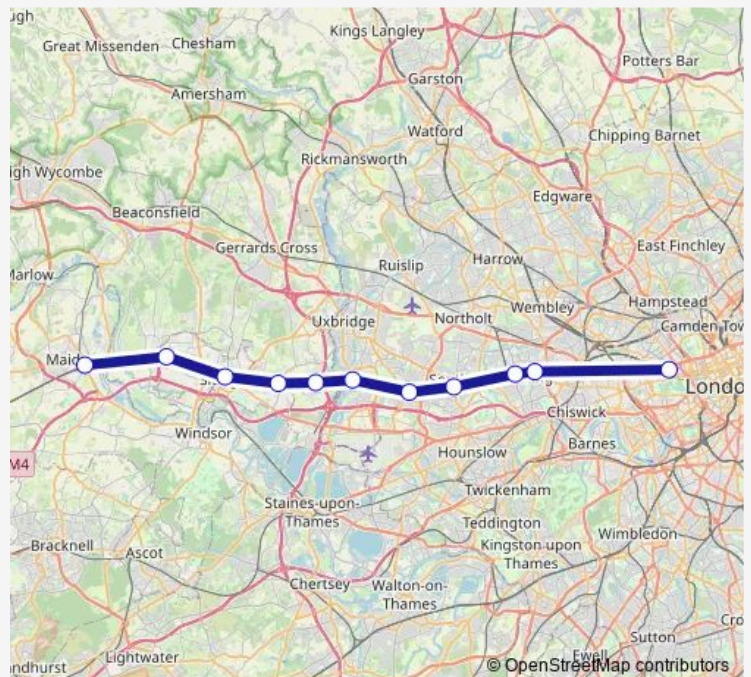 ugh
Great Missenden
Chesham
Kings Langley
Potters Bar
Garston
Amersham
Watford
Chipping Barnet
Rickmansworth
igh Wycombe
Edgware
Beaconsfield
Gerrards Cross
East Finchley
Harrow
Ruislip
Marlow
Hampstead
Wembley
Uxbridge
Northolt
Camden Tow
Maid
Londo
Chiswick
Windsor
Barnes
Hounslow
M4
Twickenham
Staines-upon-
Thames
Teddington
Wimbledon
Kingston upon
Thames
Bracknell
Ascot
Chertsey
Walton-on-
Thames
Cro
Sutton
Lightwater
Ewell
ndhurst
© OpenStreetMap contributors